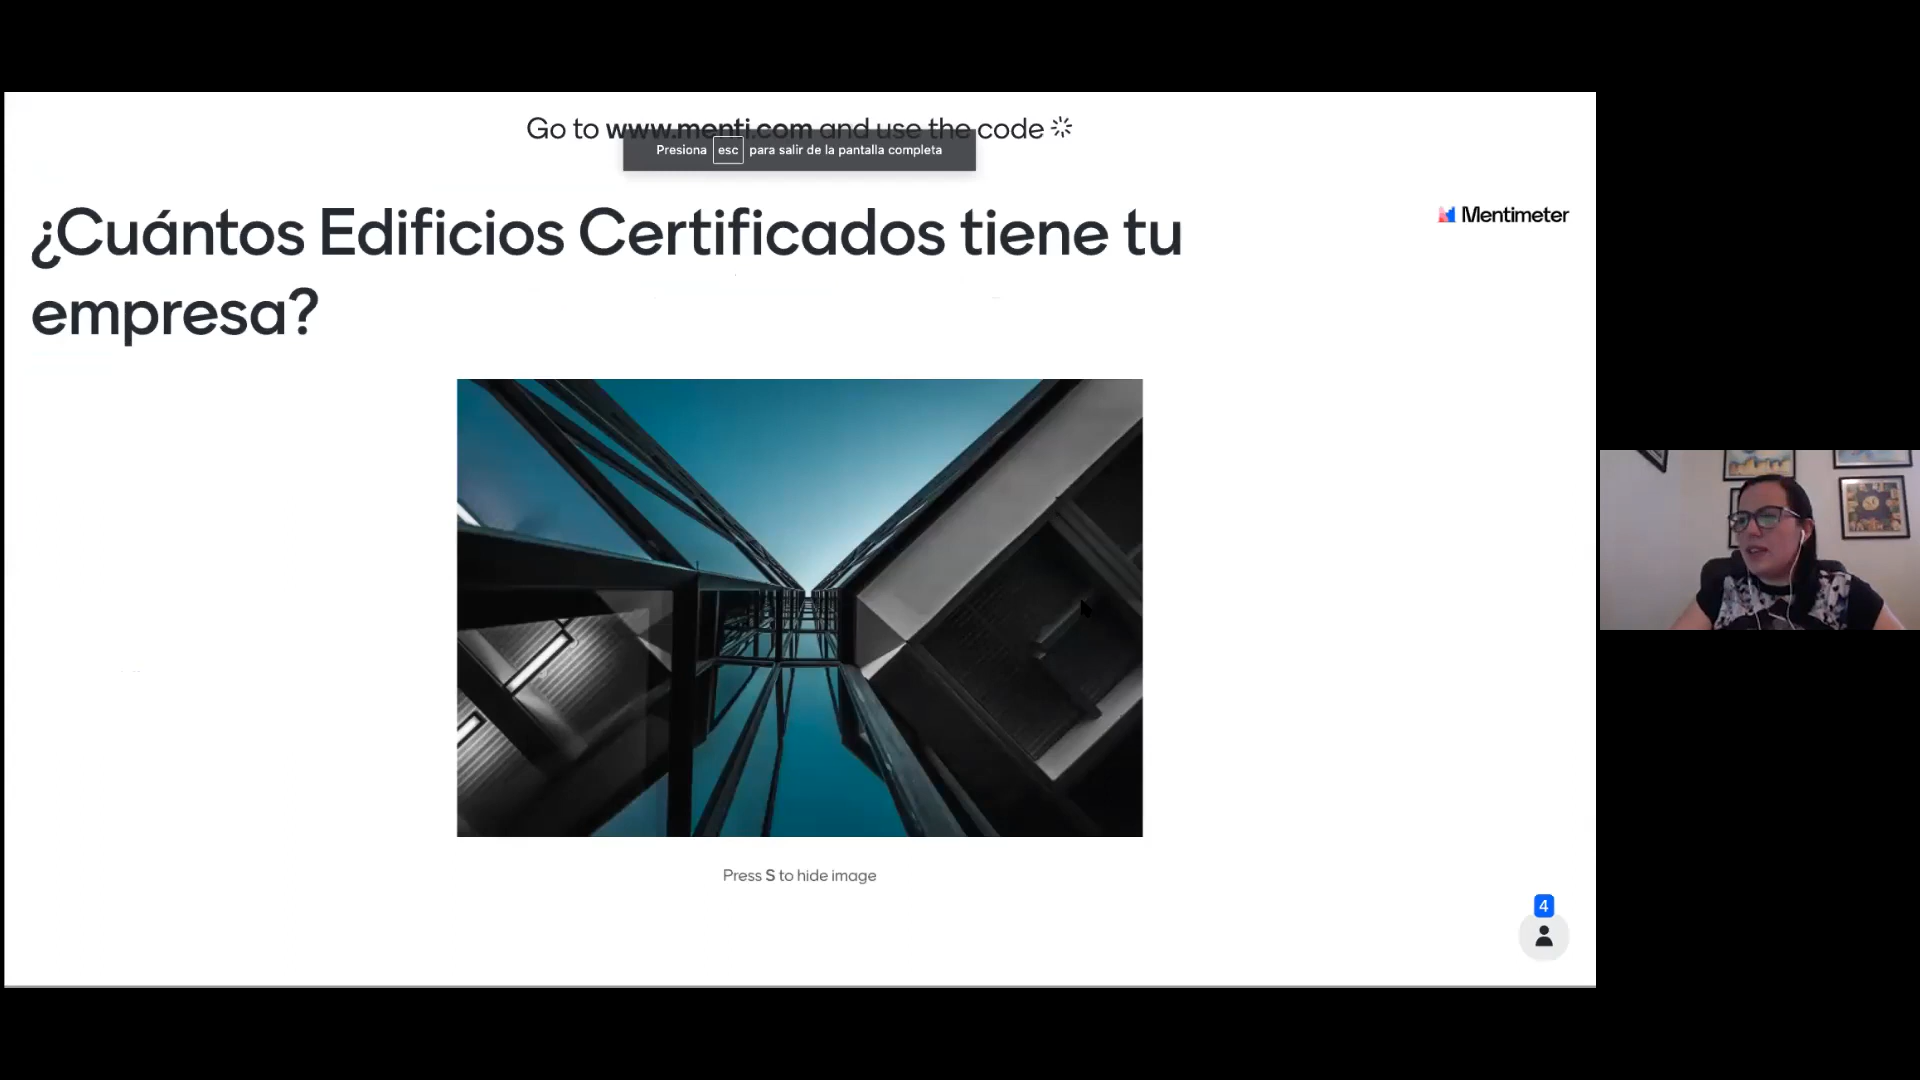 Go to www.menti.com and use the code
Presiona esc para salir de la pantalla completa
¿Cuántos Edificios Certificados tiene tu
empresa?
Mentimeter
Press S to hide image
4